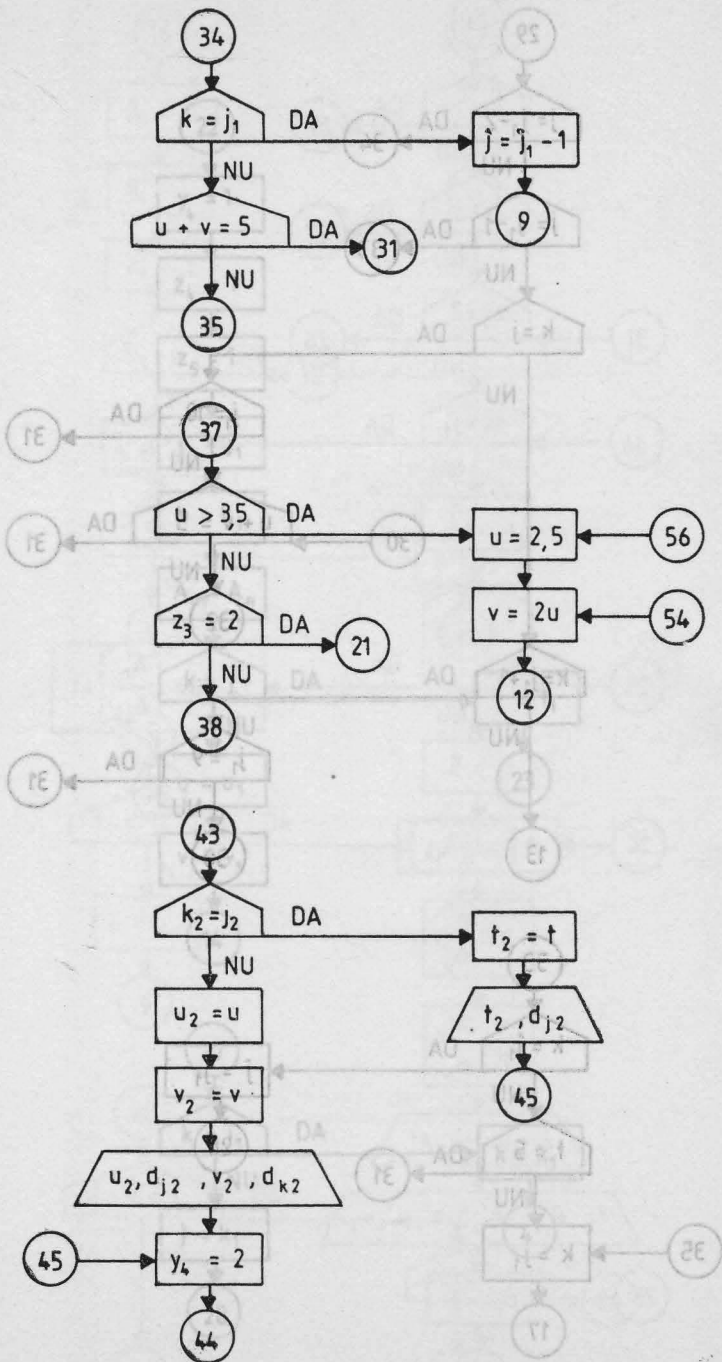 34
k = j1 DA
j = j1 - 1
NU
9
u + v = 5 DA 31
NU
35
37
u > 3,5 DA
u = 2,5 56
NU
v = 2u 54
z3 = 2 DA 21
12
NU
38
43
k2 = j2 DA
t2 = t
NU
t2 , dj2
45
u2 = u
v2 = v
u2, dj2 , v2 , dk2
45 y4 = 2
44